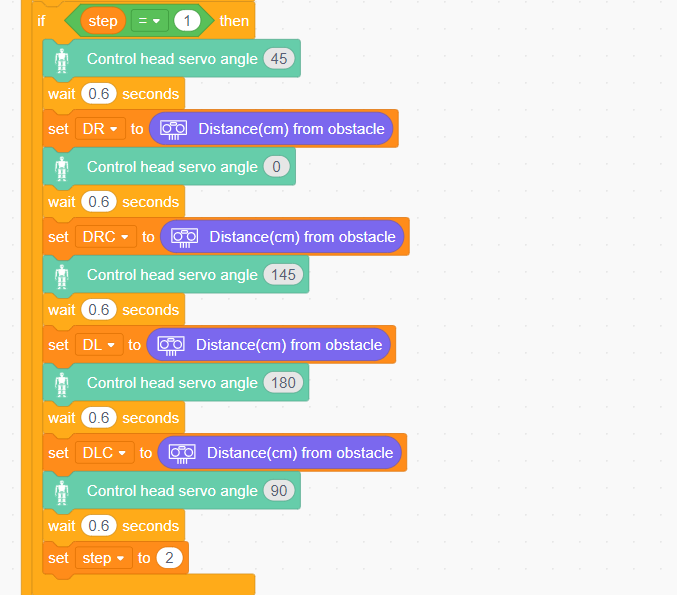 if step = 1 then
Control head servo angle 45
wait 0.6 seconds
set DR to Distance(cm) from obstacle
Control head servo angle 0
wait 0.6 seconds
set DRC to Distance(cm) from obstacle
Control head servo angle 145
wait 0.6 seconds
set DL to Distance(cm) from obstacle
Control head servo angle 180
wait 0.6 seconds
set DLC to Distance(cm) from obstacle
Control head servo angle 90
wait 0.6 seconds
set step to 2